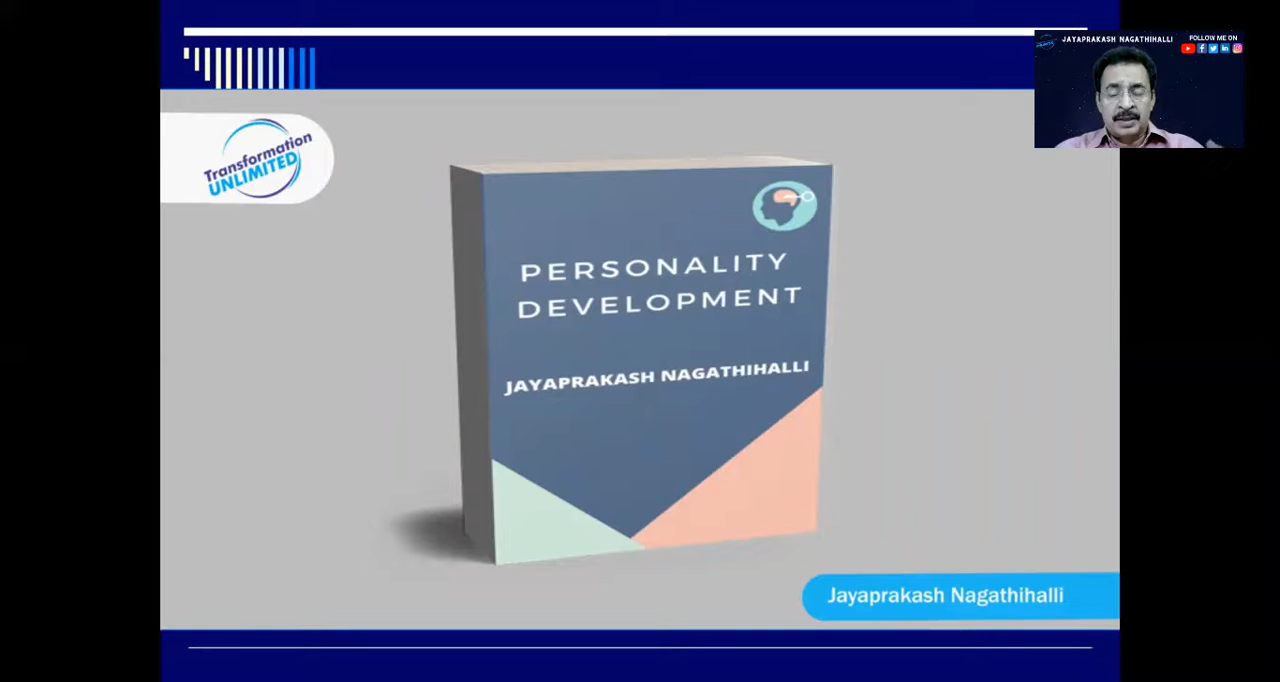 JAYAPRAKASH NAGATHIHALLI
FOLLOW ME ON
Transformation
UNLIMITED
PERSONALITY
DEVELOPMENT
JAYAPRAKASH NAGATHIHALLI
Jayaprakash Nagathihalli